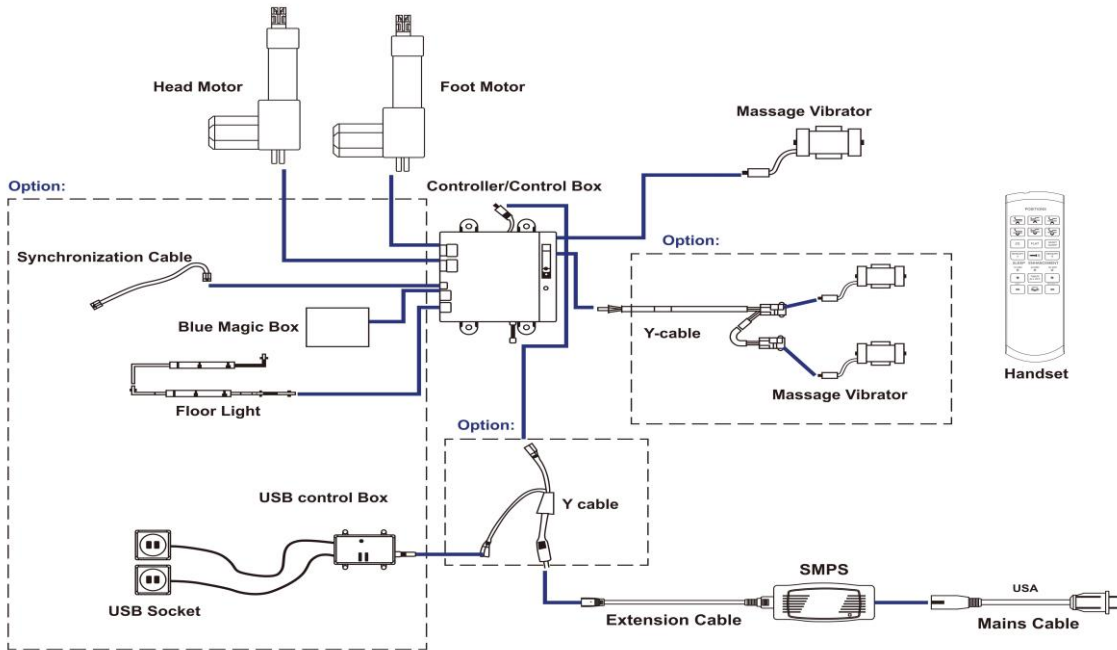 Head Motor
Foot Motor
Massage Vibrator
Option:
Controller/Control Box
Option:
Synchronization Cable
Blue Magic Box
Y-cable
Floor Light
Massage Vibrator
Handset
Option:
USB control Box
Y cable
SMPS
USA
USB Socket
Extension Cable
Mains Cable